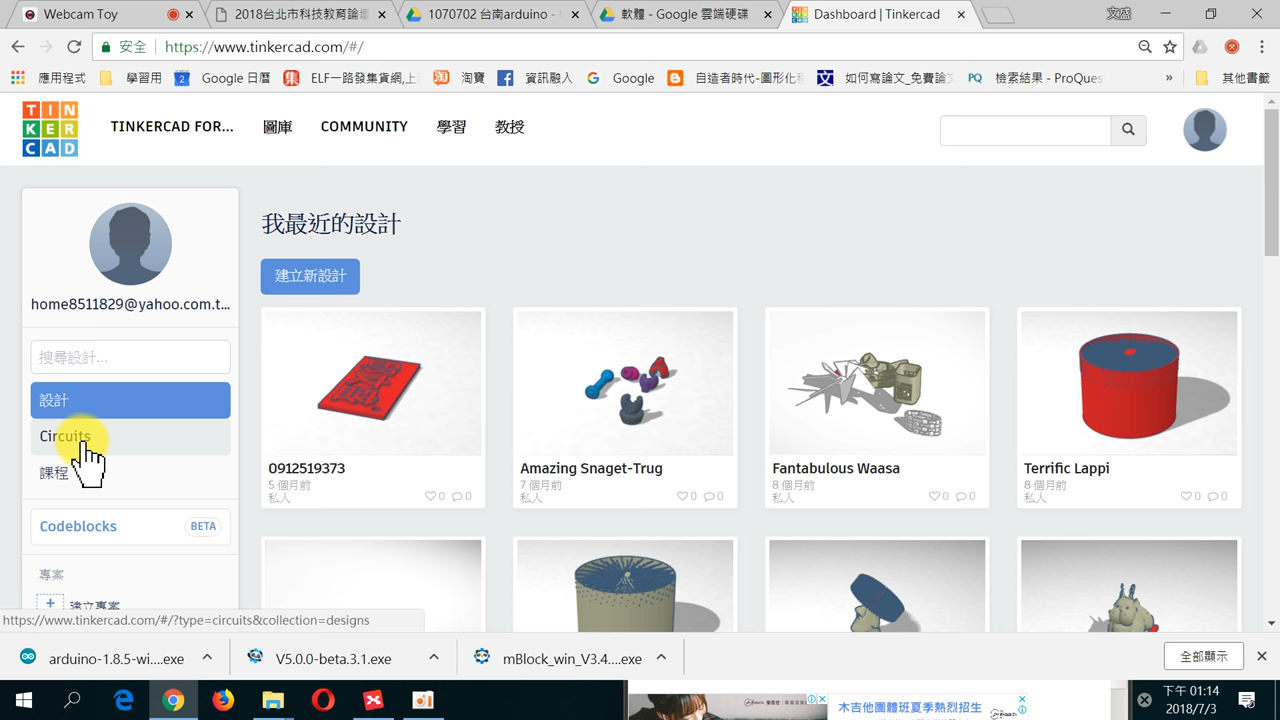 Webcam Toy
2018台北市科技教育論壇
1070702 台南arduino - G
軟體 - Google 雲端硬碟
Dashboard | Tinkercad
文盛
安全 https://www.tinkercad.com/#/
應用程式
學習用
Google 日曆
ELF一路發集貨網,上
淘寶
資訊融入
Google
自造者時代-圖形化程
如何寫論文_免費論文
檢索結果 - ProQues
»
其他書籤
TINKERCAD
TINKERCAD FOR...
圖庫
COMMUNITY
學習
教授
home8511829@yahoo.com.t...
搜尋設計...
設計
Circuits
課程
Codeblocks
BETA
專案
建立專案
我最近的設計
建立新設計
0912519373
5 個月前
私人
0
0
Amazing Snaget-Trug
7 個月前
私人
0
0
Fantabulous Waasa
8 個月前
私人
0
0
Terrific Lappi
8 個月前
私人
0
0
https://www.tinkercad.com/#/?type=circuits&collection=designs
arduino-1.8.5-wi....exe
V5.0.0-beta.3.1.exe
mBlock_win_V3.4....exe
全部顯示
木吉他團體班夏季熱烈招生
下午 01:14
2018/7/3